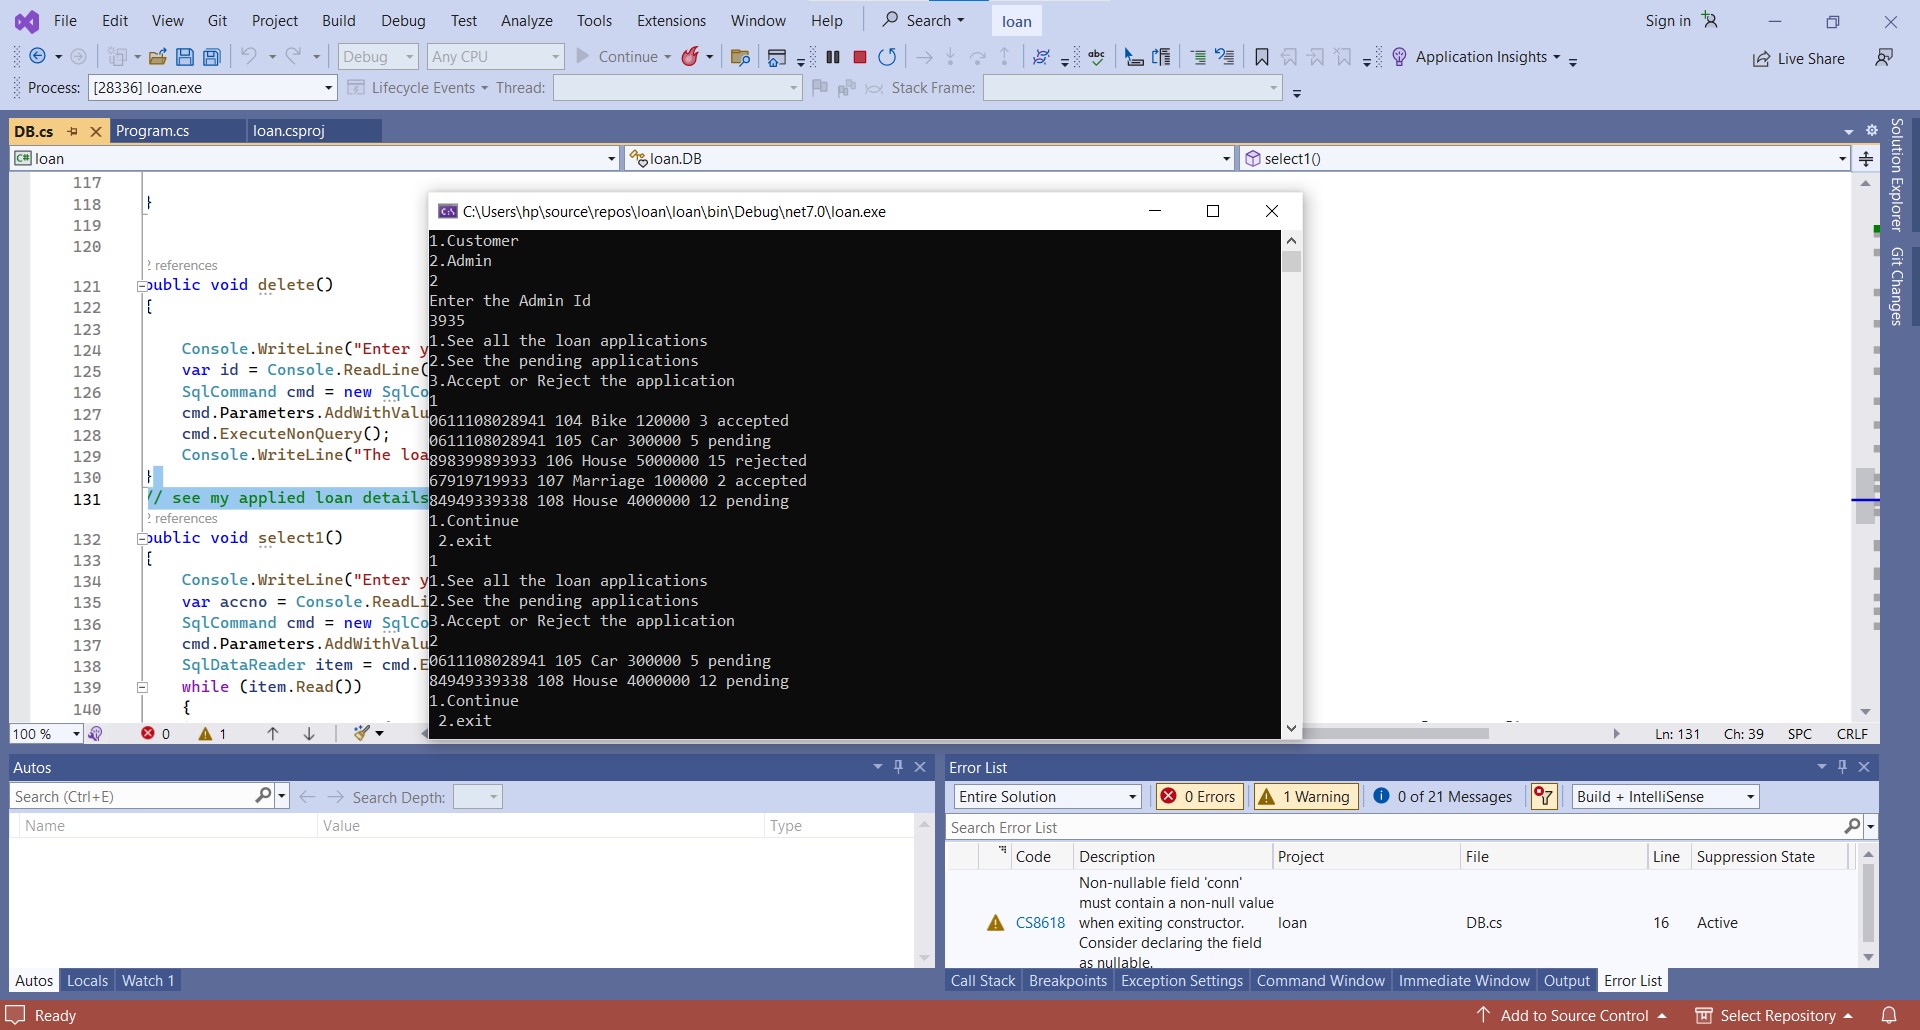 File Edit View Git Project Build Debug Test Analyze Tools Extensions Window Help Search loan Sign in
Debug Any CPU Continue Application Insights Live Share
Process: [28336] loan.exe Lifecycle Events Thread: Stack Frame:
DB.cs Program.cs loan.csproj
loan loan.DB select1()
117
118 }
119
120
2 references
121 public void delete()
122 {
123
124 Console.WriteLine("Enter y
125 var id = Console.ReadLine(
126 SqlCommand cmd = new SqlCo
127 cmd.Parameters.AddWithValu
128 cmd.ExecuteNonQuery();
129 Console.WriteLine("The loa
130 }
131 // see my applied loan details
2 references
132 public void select1()
133 {
134 Console.WriteLine("Enter y
135 var accno = Console.ReadLi
136 SqlCommand cmd = new SqlCo
137 cmd.Parameters.AddWithValu
138 SqlDataReader item = cmd.E
139 while (item.Read())
140 {
C:\Users\hp\source\repos\loan\loan\bin\Debug\net7.0\loan.exe
1.Customer
2.Admin
2
Enter the Admin Id
3935
1.See all the loan applications
2.See the pending applications
3.Accept or Reject the application
1
0611108028941 104 Bike 120000 3 accepted
0611108028941 105 Car 300000 5 pending
898399893933 106 House 5000000 15 rejected
67919719933 107 Marriage 100000 2 accepted
84949339338 108 House 4000000 12 pending
1.Continue
2.exit
1
1.See all the loan applications
2.See the pending applications
3.Accept or Reject the application
2
0611108028941 105 Car 300000 5 pending
84949339338 108 House 4000000 12 pending
1.Continue
2.exit
Solution Explorer
Git Changes
100 % 0 1 Ln: 131 Ch: 39 SPC CRLF
Autos
Search (Ctrl+E) Search Depth:
Name Value Type
Autos Locals Watch 1
Error List
Entire Solution 0 Errors 1 Warning 0 of 21 Messages Build + IntelliSense
Search Error List
Code Description Project File Line Suppression State
CS8618 Non-nullable field 'conn' must contain a non-null value when exiting constructor. Consider declaring the field as nullable. loan DB.cs 16 Active
Call Stack Breakpoints Exception Settings Command Window Immediate Window Output Error List
Ready Add to Source Control Select Repository